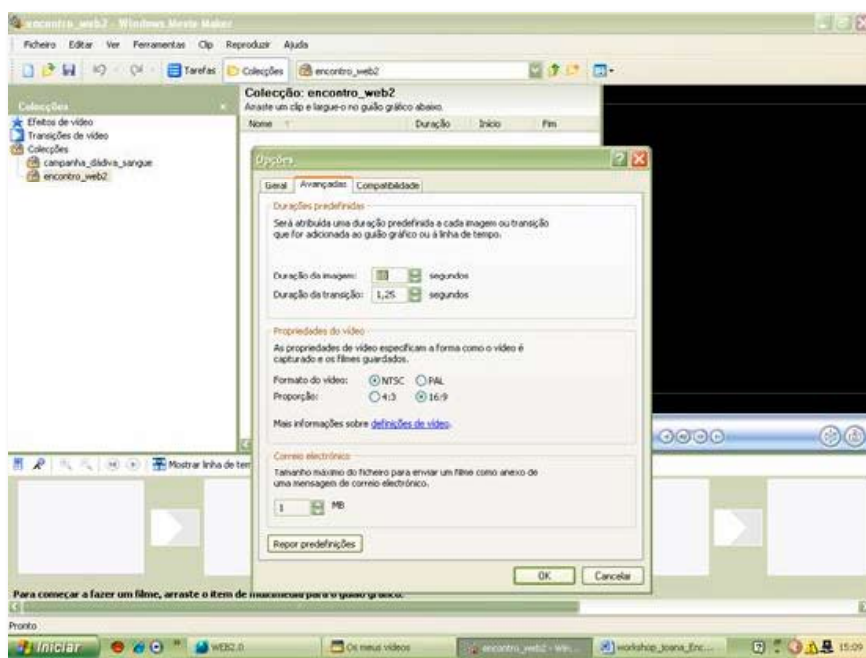 encontro_web2 - Windows Movie Maker
Ficheiro Editar Ver Ferramentas Clip Reproduzir Ajuda
Tarefas Colecções encontro_web2
Colecções
Efeitos de vídeo
Transições de vídeo
Colecções
campanha_dádiva_sangue
encontro_web2
Colecção: encontro_web2
Arraste um clip e largue-o no guião gráfico abaixo.
Nome Duração Início Fim
Opções
Geral Avançadas Compatibilidade
Durações predefinidas
Será atribuída uma duração predefinida a cada imagem ou transição
que for adicionada ao guião gráfico ou à linha de tempo.
Duração da imagem: segundos
Duração da transição: 1,25 segundos
Propriedades do vídeo
As propriedades de vídeo especificam a forma como o vídeo é
capturado e os filmes guardados.
Formato do vídeo: NTSC PAL
Proporção: 4:3 16:9
Mais informações sobre definições de vídeo.
Correio electrónico
Tamanho máximo do ficheiro para enviar um filme como anexo de
uma mensagem de correio electrónico.
1 MB
Repor predefinições
OK Cancelar
Mostrar linha de tem
Para começar a fazer um filme, arraste o item de multimédia para o guião gráfico.
Pronto
Iniciar WEB2.0 Os meus vídeos encontro_web2 - Win... workshop_Joana_Enc... 15:09